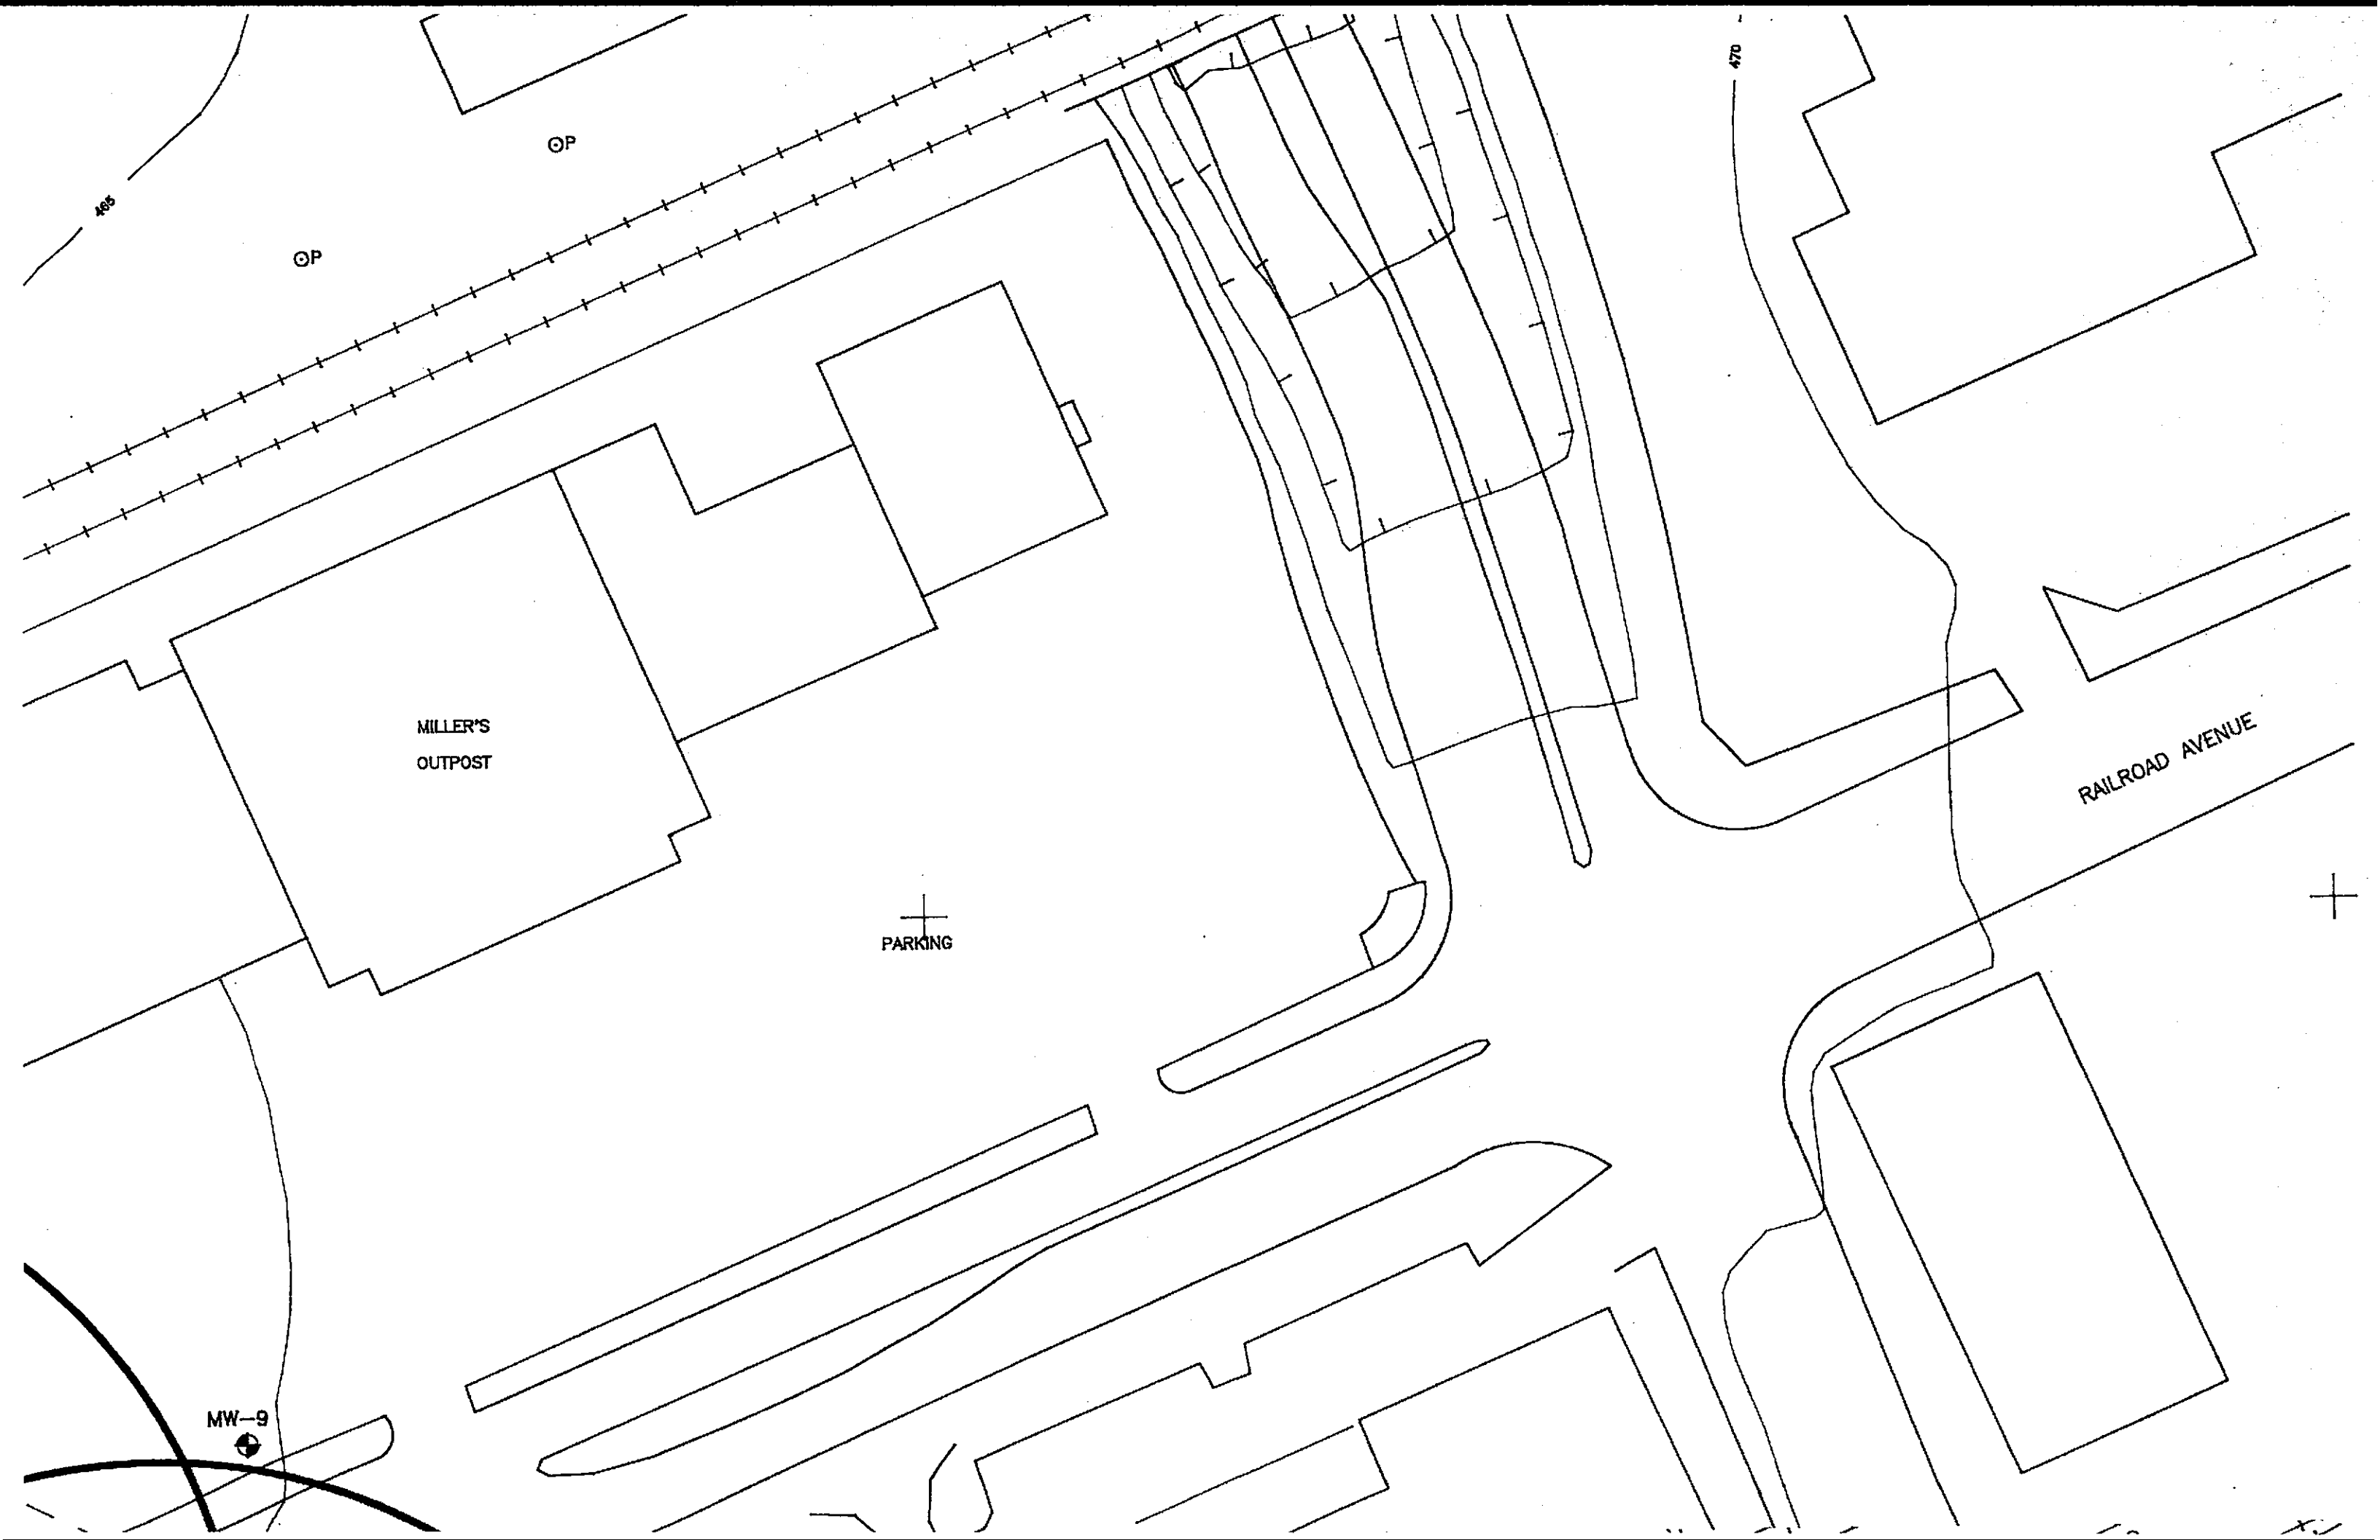 470
P
465
P
MILLER'S
OUTPOST
RAILROAD AVENUE
PARKING
MW-9